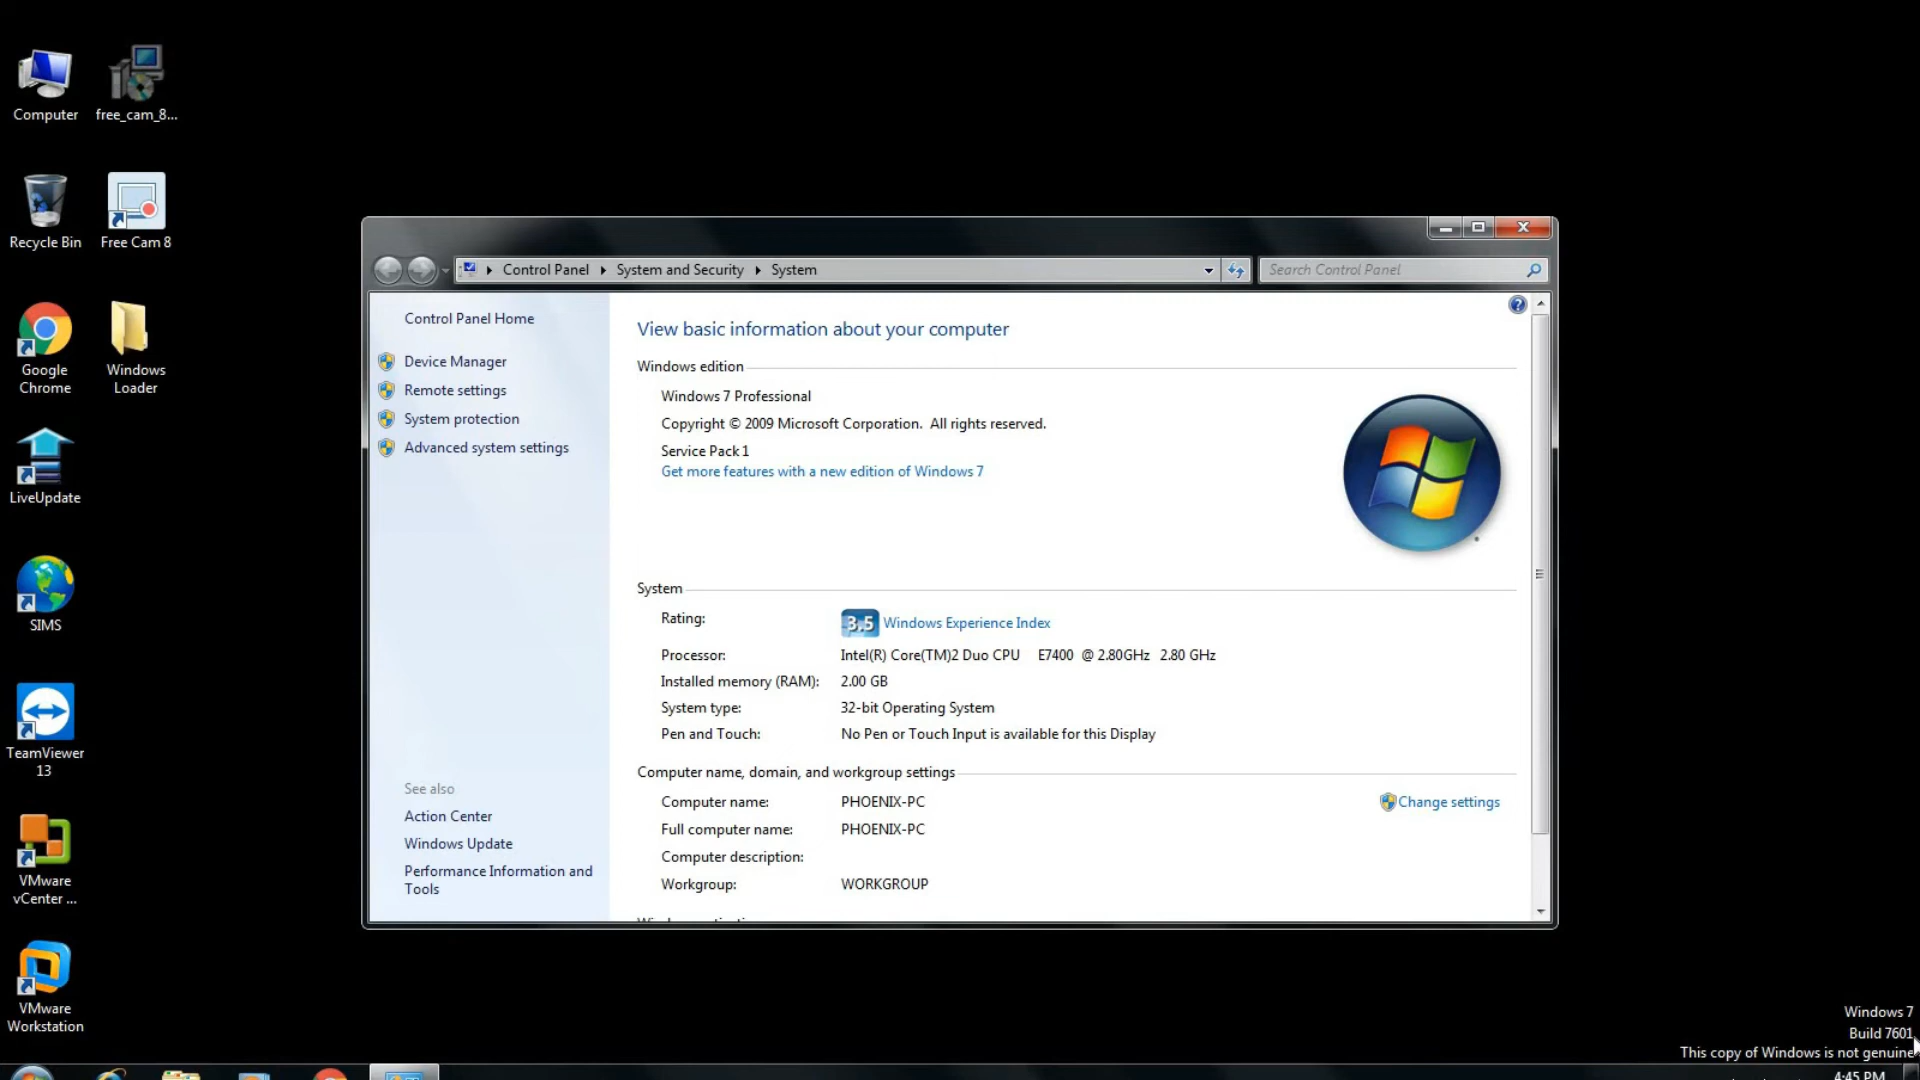 Computer
free_cam_8...
Recycle Bin
Free Cam 8
Google
Chrome
Windows
Loader
LiveUpdate
SIMS
TeamViewer
13
VMware
vCenter ...
VMware
Workstation
Control Panel
System and Security
System
Search Control Panel
Control Panel Home
Device Manager
Remote settings
System protection
Advanced system settings
See also
Action Center
Windows Update
Performance Information and
Tools
View basic information about your computer
Windows edition
Windows 7 Professional
Copyright © 2009 Microsoft Corporation. All rights reserved.
Service Pack 1
Get more features with a new edition of Windows 7
System
Rating:
3.5 Windows Experience Index
Processor:
Intel(R) Core(TM)2 Duo CPU E7400 @ 2.80GHz 2.80 GHz
Installed memory (RAM):
2.00 GB
System type:
32-bit Operating System
Pen and Touch:
No Pen or Touch Input is available for this Display
Computer name, domain, and workgroup settings
Computer name:
PHOENIX-PC
Change settings
Full computer name:
PHOENIX-PC
Computer description:
Workgroup:
WORKGROUP
Windows 7
Build 7601
This copy of Windows is not genuine
4:45 PM